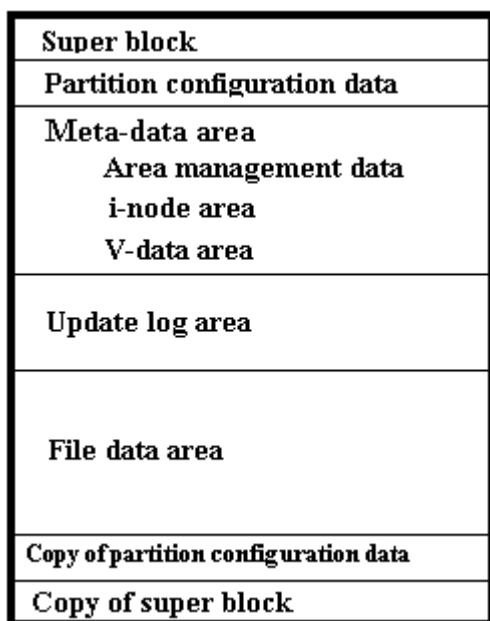 Super block
Partition configuration data
Meta-data area
Area management data
i-node area
V-data area
Update log area
File data area
Copy of partition configuration data
Copy of super block